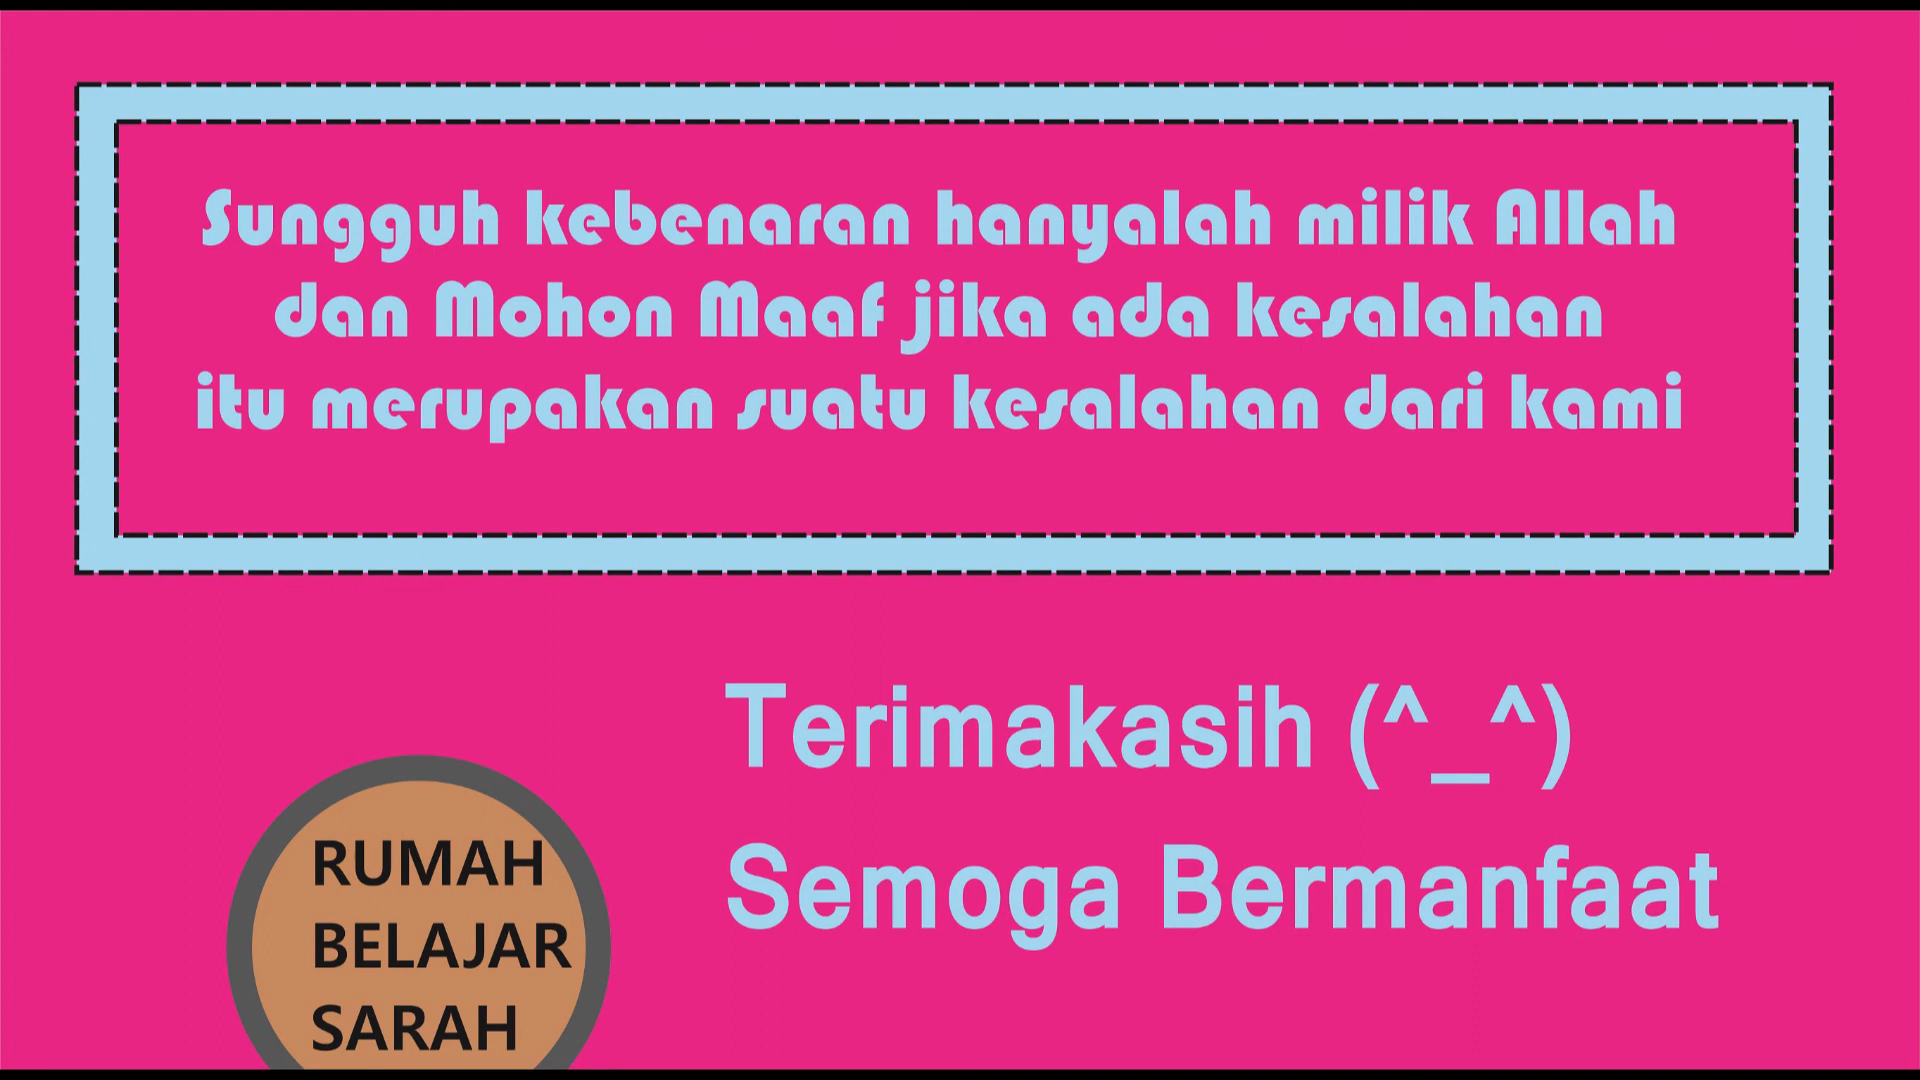 Sungguh kebenaran hanyalah milik Allah
dan Mohon Maaf jika ada kesalahan
itu merupakan suatu kesalahan dari kami
Terimakasih (^_^)
Semoga Bermanfaat
RUMAH
BELAJAR
SARAH